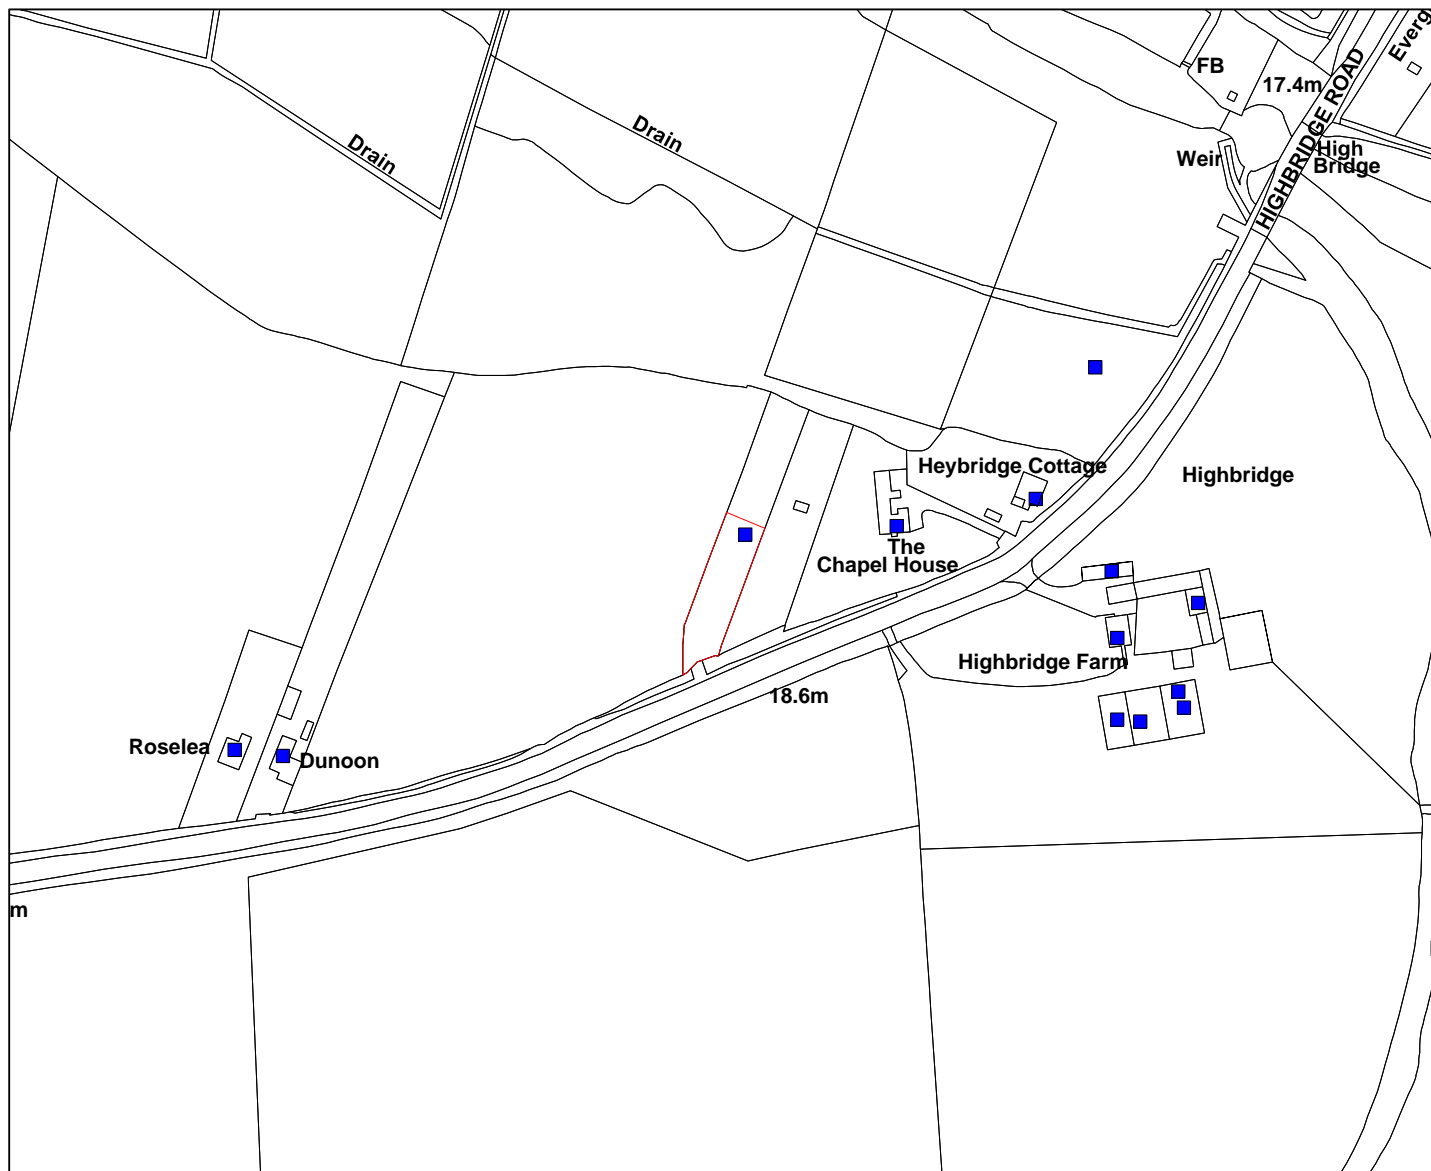 Everg
FB
17.4m
HIGHBRIDGE ROAD
Drain
Drain
Weir
High
Bridge
Heybridge Cottage
Highbridge
The
Chapel House
Highbridge Farm
18.6m
Roselea
Dunoon
m